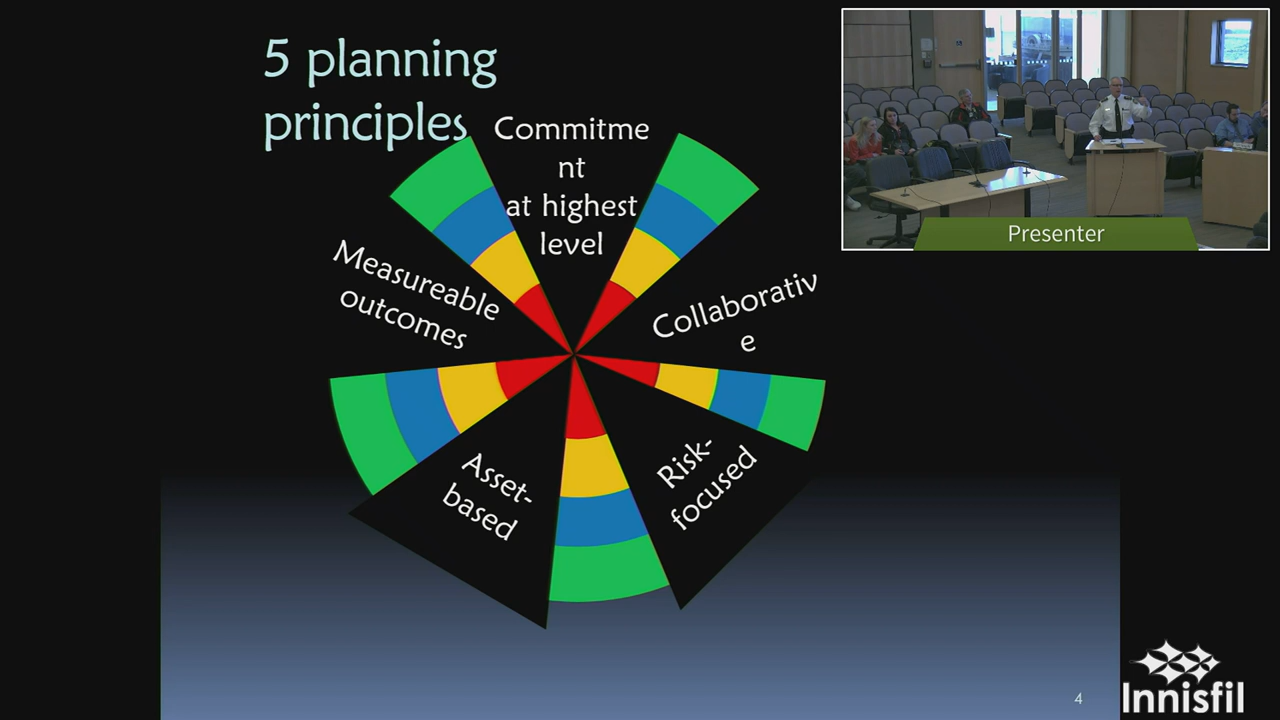 5 planning
principles
Commitme
nt
at highest
level
Measureable
outcomes
Collaborativ
e
Asset-
based
Risk-
focused
Presenter
4
Innisfil